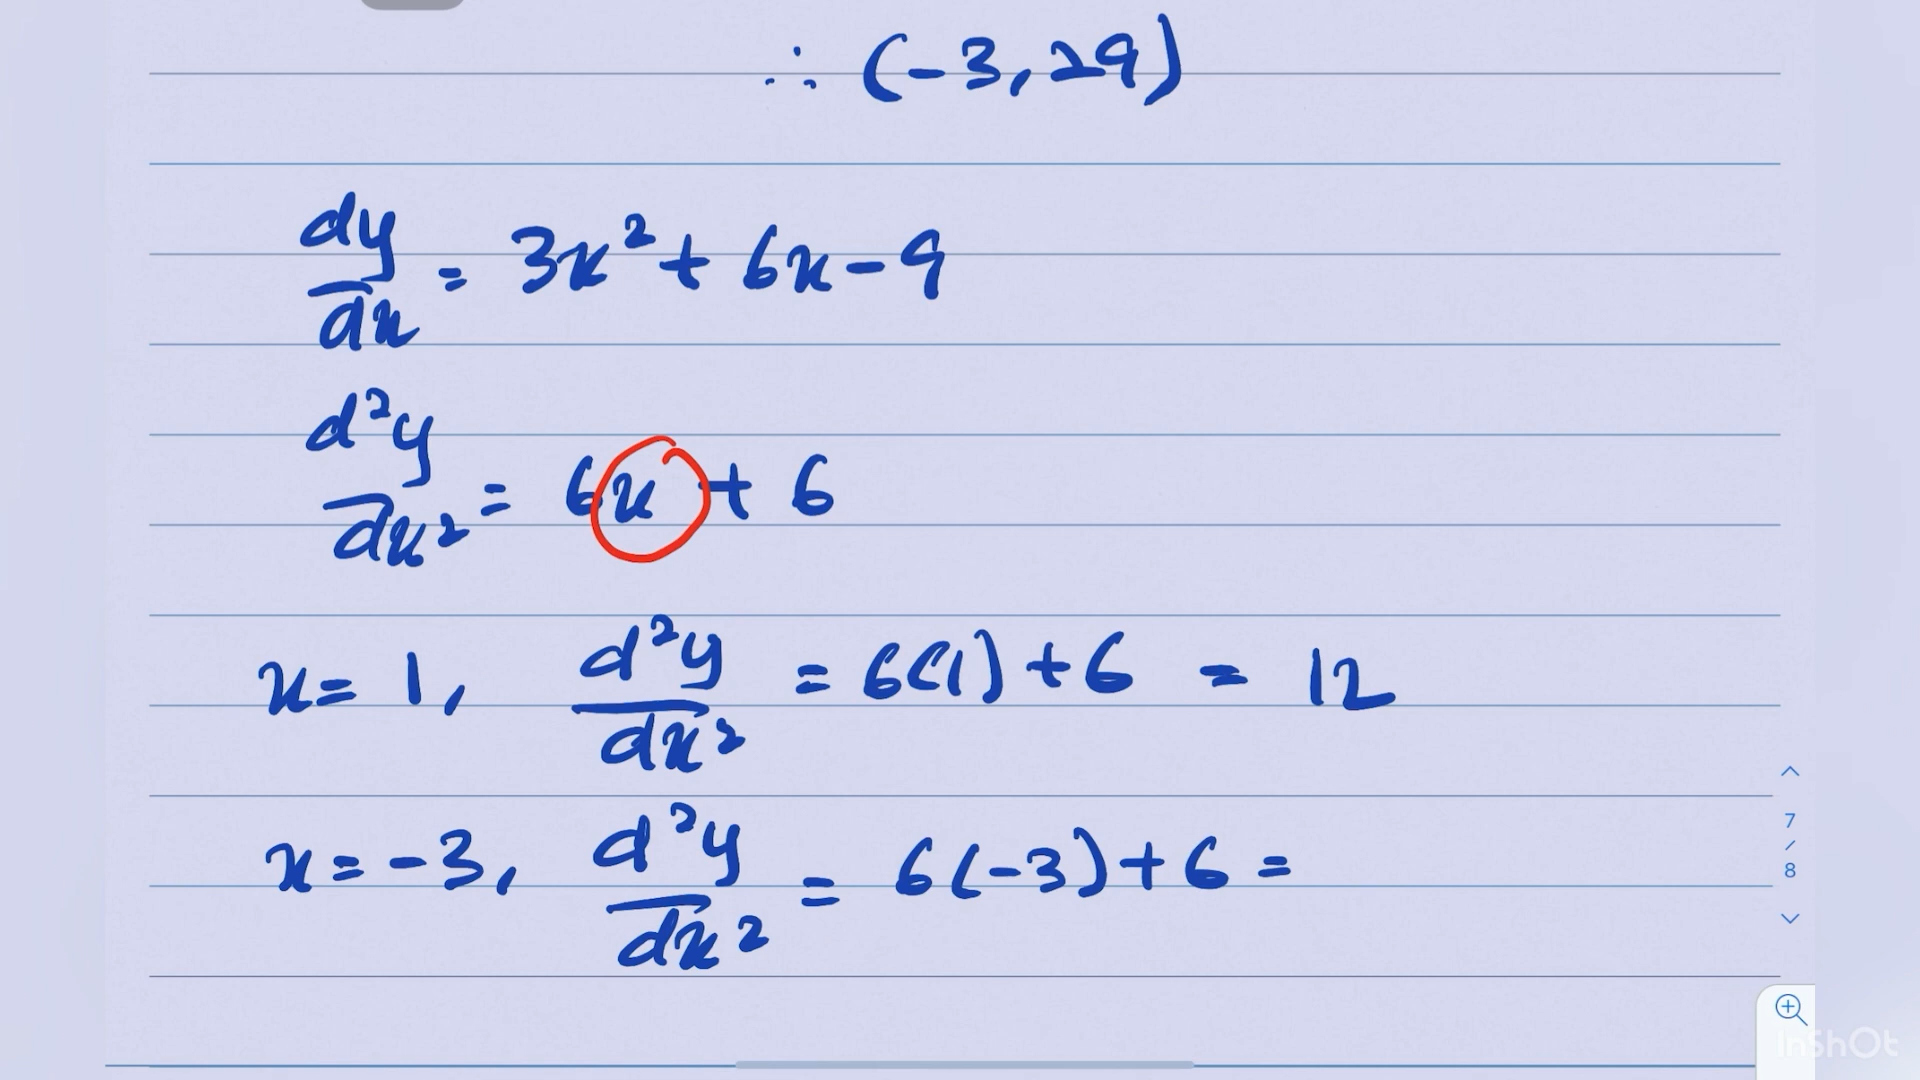 ∴ (-3, 29)
dy/dx = 3x² + 6x - 9
d²y/dx² = 6x + 6
x = 1, d²y/dx² = 6(1) + 6 = 12
x = -3, d²y/dx² = 6(-3) + 6 =
7
/
8
InShOt